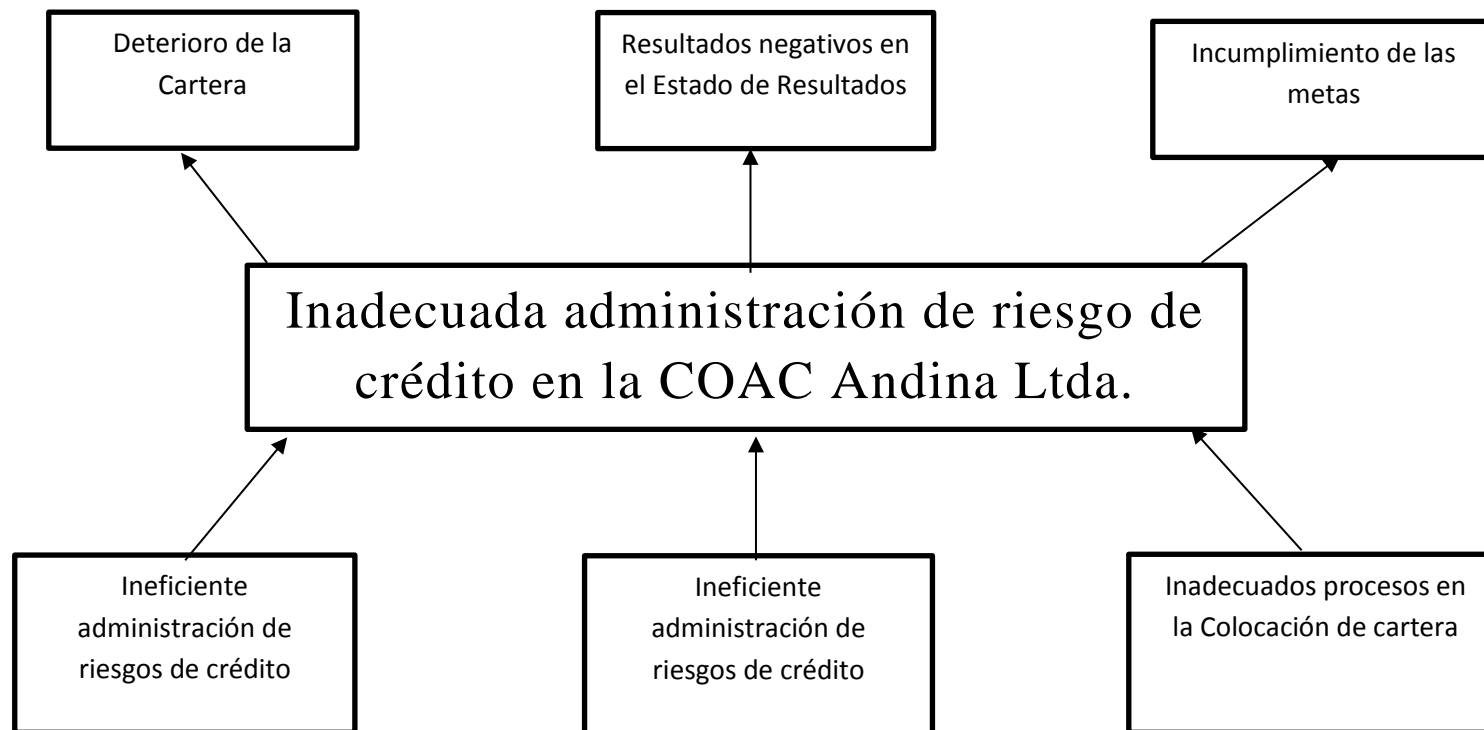 Deterioro de la
Cartera
Resultados negativos en
el Estado de Resultados
Incumplimiento de las
metas
Inadecuada administración de riesgo de
crédito en la COAC Andina Ltda.
Ineficiente
administración de
riesgos de crédito
Ineficiente
administración de
riesgos de crédito
Inadecuados procesos en
la Colocación de cartera